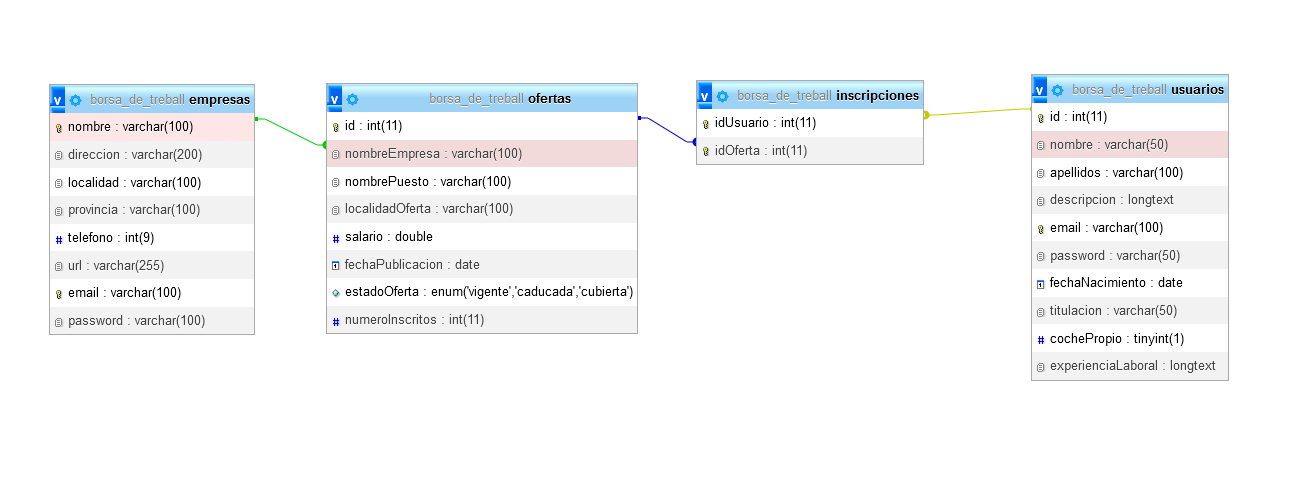 v borsa_de_treball empresas
nombre : varchar(100)
direccion : varchar(200)
localidad : varchar(100)
provincia : varchar(100)
# telefono : int(9)
url : varchar(255)
email : varchar(100)
password : varchar(100)
v borsa_de_treball ofertas
id : int(11)
nombreEmpresa : varchar(100)
nombrePuesto : varchar(100)
localidadOferta : varchar(100)
# salario : double
fechaPublicacion : date
estadoOferta : enum('vigente','caducada','cubierta')
# numeroInscritos : int(11)
v borsa_de_treball inscripciones
idUsuario : int(11)
idOferta : int(11)
v borsa_de_treball usuarios
id : int(11)
nombre : varchar(50)
apellidos : varchar(100)
descripcion : longtext
email : varchar(100)
password : varchar(50)
fechaNacimiento : date
titulacion : varchar(50)
# cochePropio : tinyint(1)
experienciaLaboral : longtext